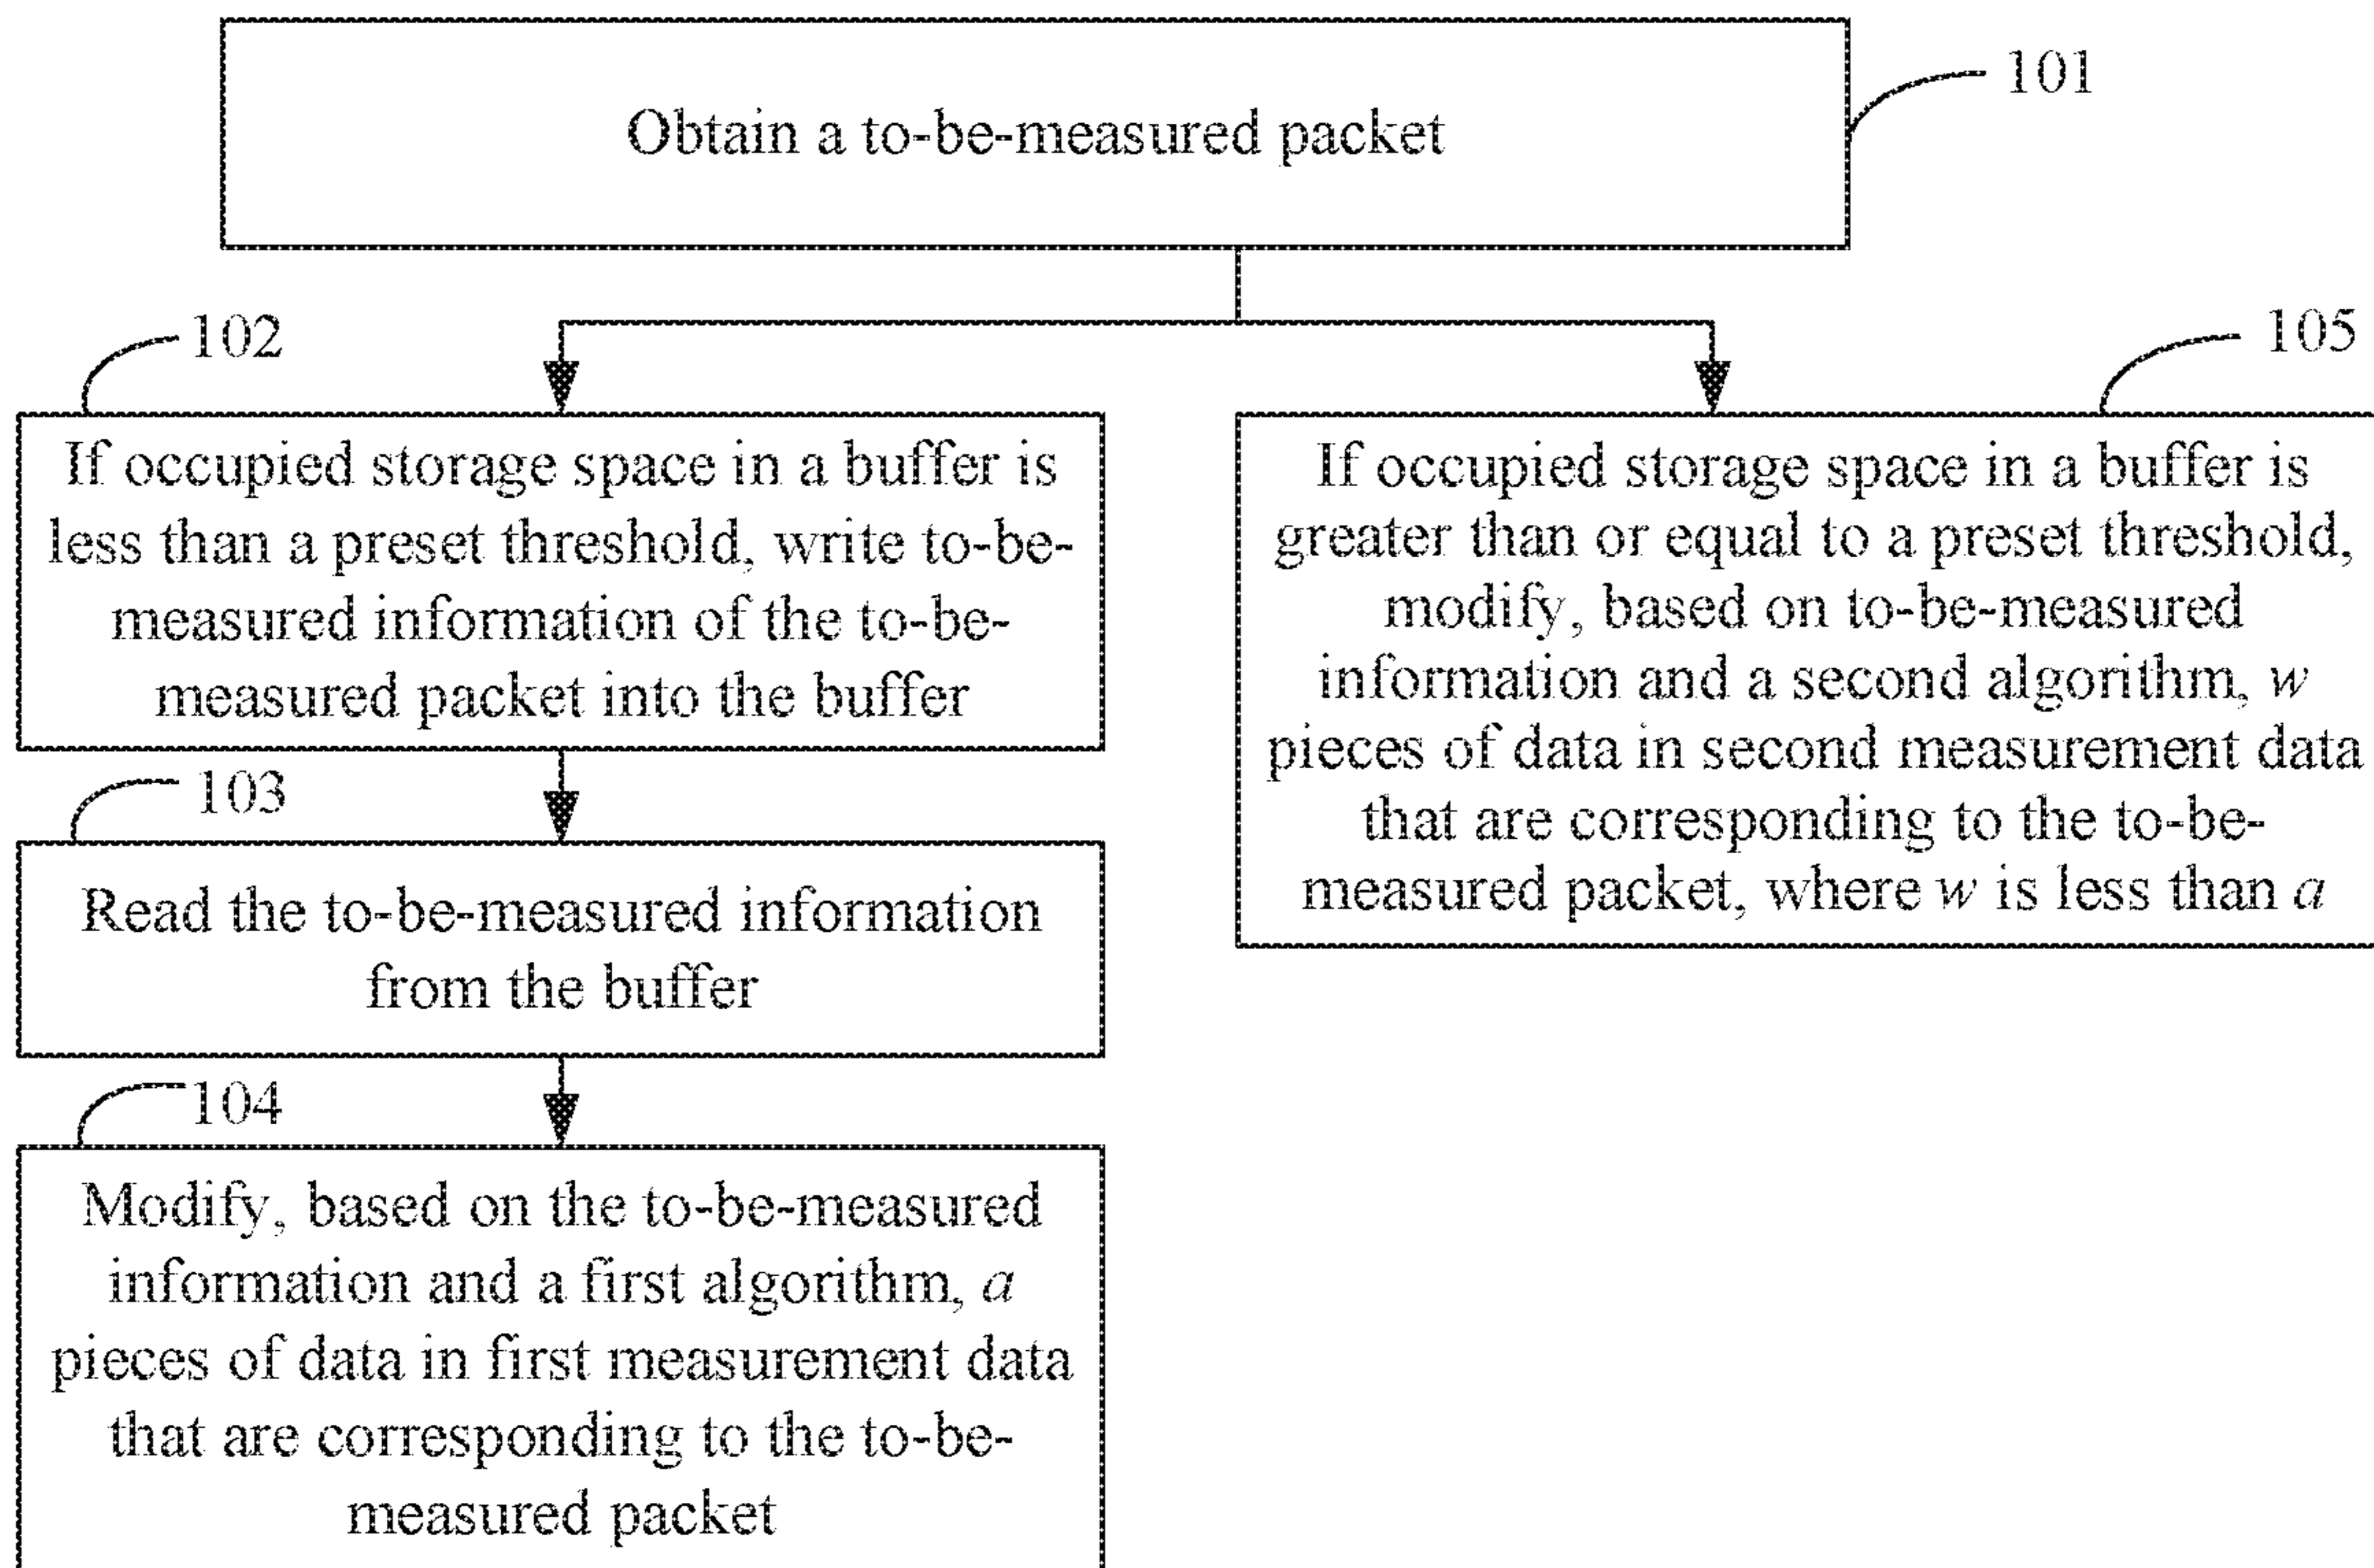 Obtain a to-be-measured packet
101
102
If occupied storage space in a buffer is
less than a preset threshold, write to-be-
measured information of the to-be-
measured packet into the buffer
103
Read the to-be-measured information
from the buffer
104
Modify, based on the to-be-measured
information and a first algorithm, a
pieces of data in first measurement data
that are corresponding to the to-be-
measured packet
105
If occupied storage space in a buffer is
greater than or equal to a preset threshold,
modify, based on to-be-measured
information and a second algorithm, w
pieces of data in second measurement data
that are corresponding to the to-be-
measured packet, where w is less than a